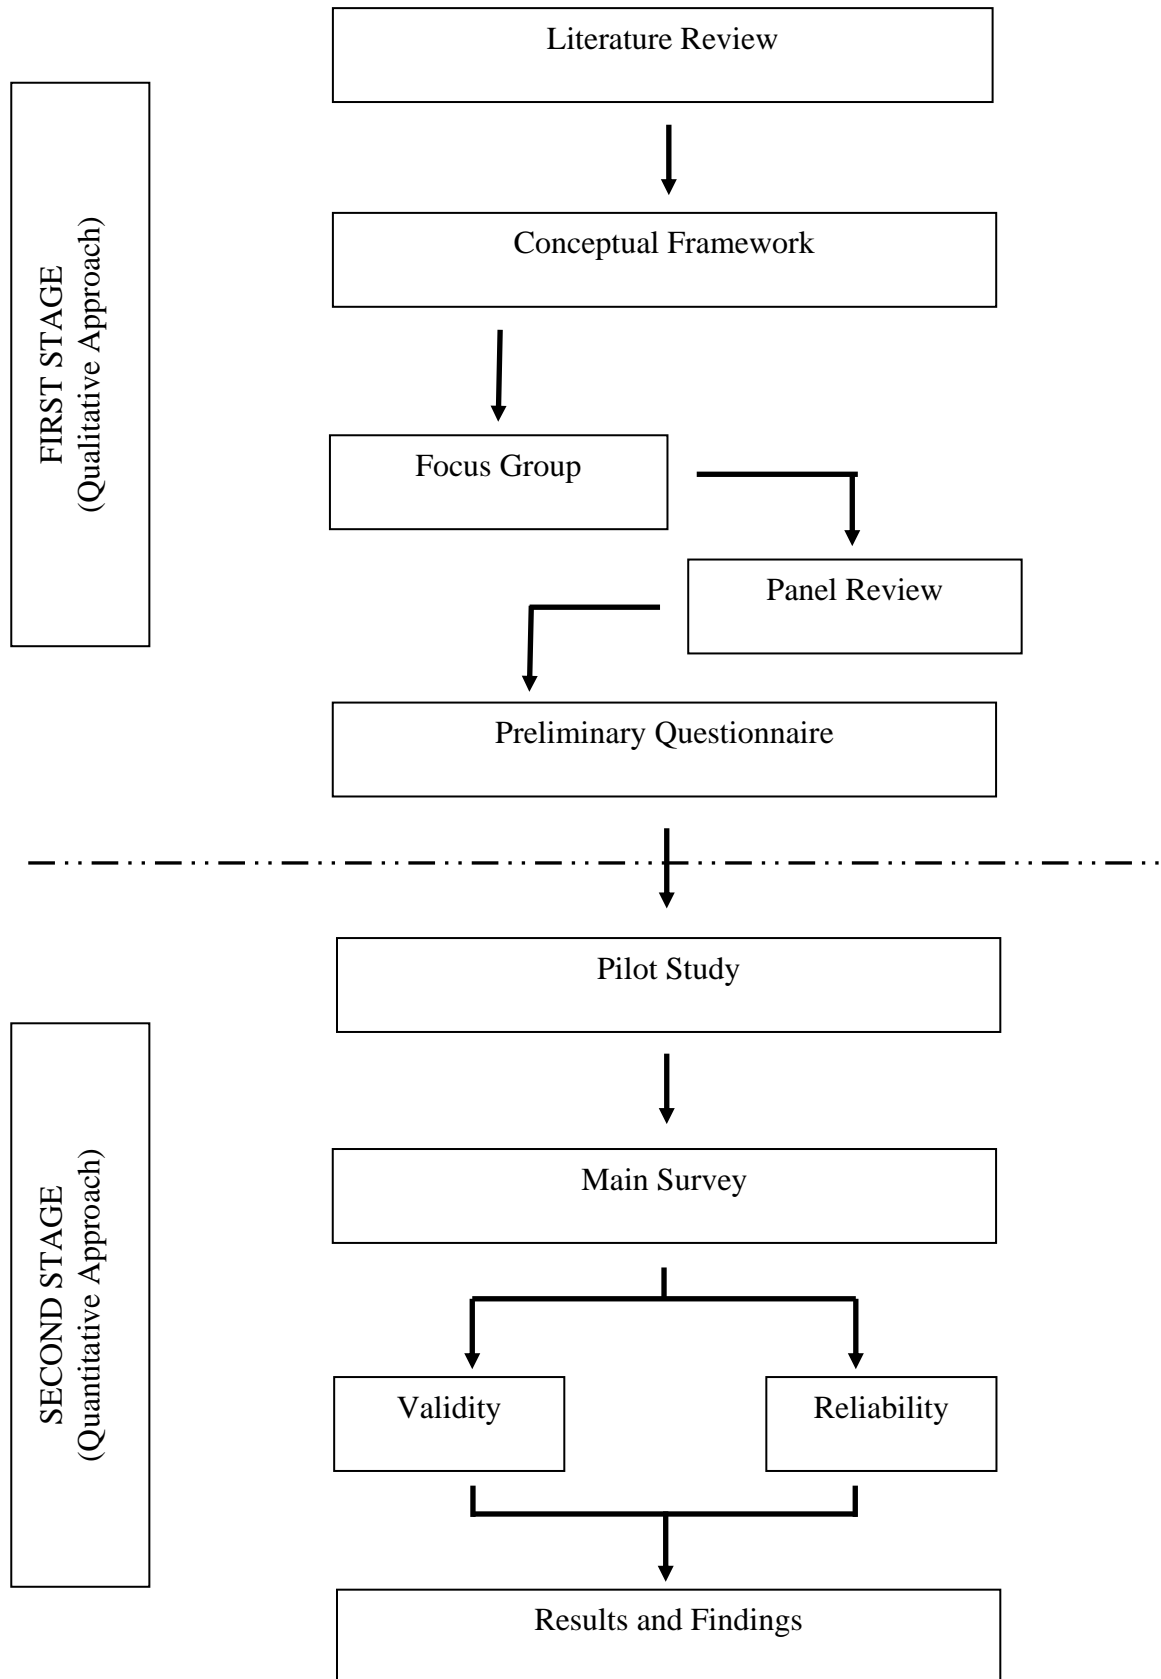 Literature Review
FIRST STAGE
(Qualitative Approach)
Conceptual Framework
Focus Group
Panel Review
Preliminary Questionnaire
Pilot Study
SECOND STAGE
(Quantitative Approach)
Main Survey
Validity
Reliability
Results and Findings